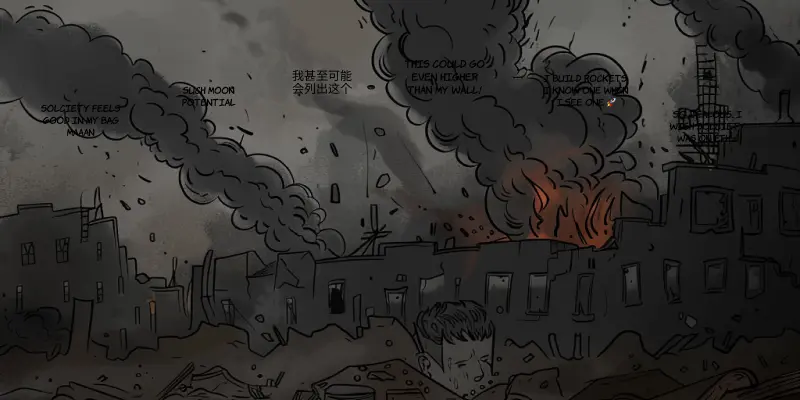 SOLCIETY FEELS
GOOD IN MY BAG
MAAAN
SUSH MOON
POTENTIAL
我甚至可能
会列出这个
THIS COULD GO
EVEN HIGHER
THAN MY WALL!
I BUILD ROCKETS
I KNOW ONE WHEN
I SEE ONE 🚀